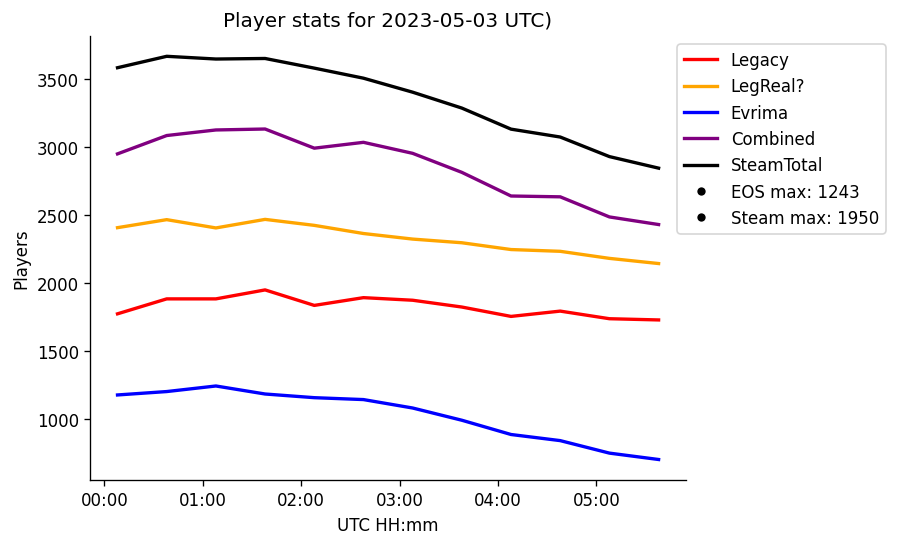 Player stats for 2023-05-03 UTC)
Legacy
LegReal?
Evrima
Combined
SteamTotal
EOS max: 1243
Steam max: 1950
Players
3500
3000
2500
2000
1500
1000
00:00 01:00 02:00 03:00 04:00 05:00
UTC HH:mm